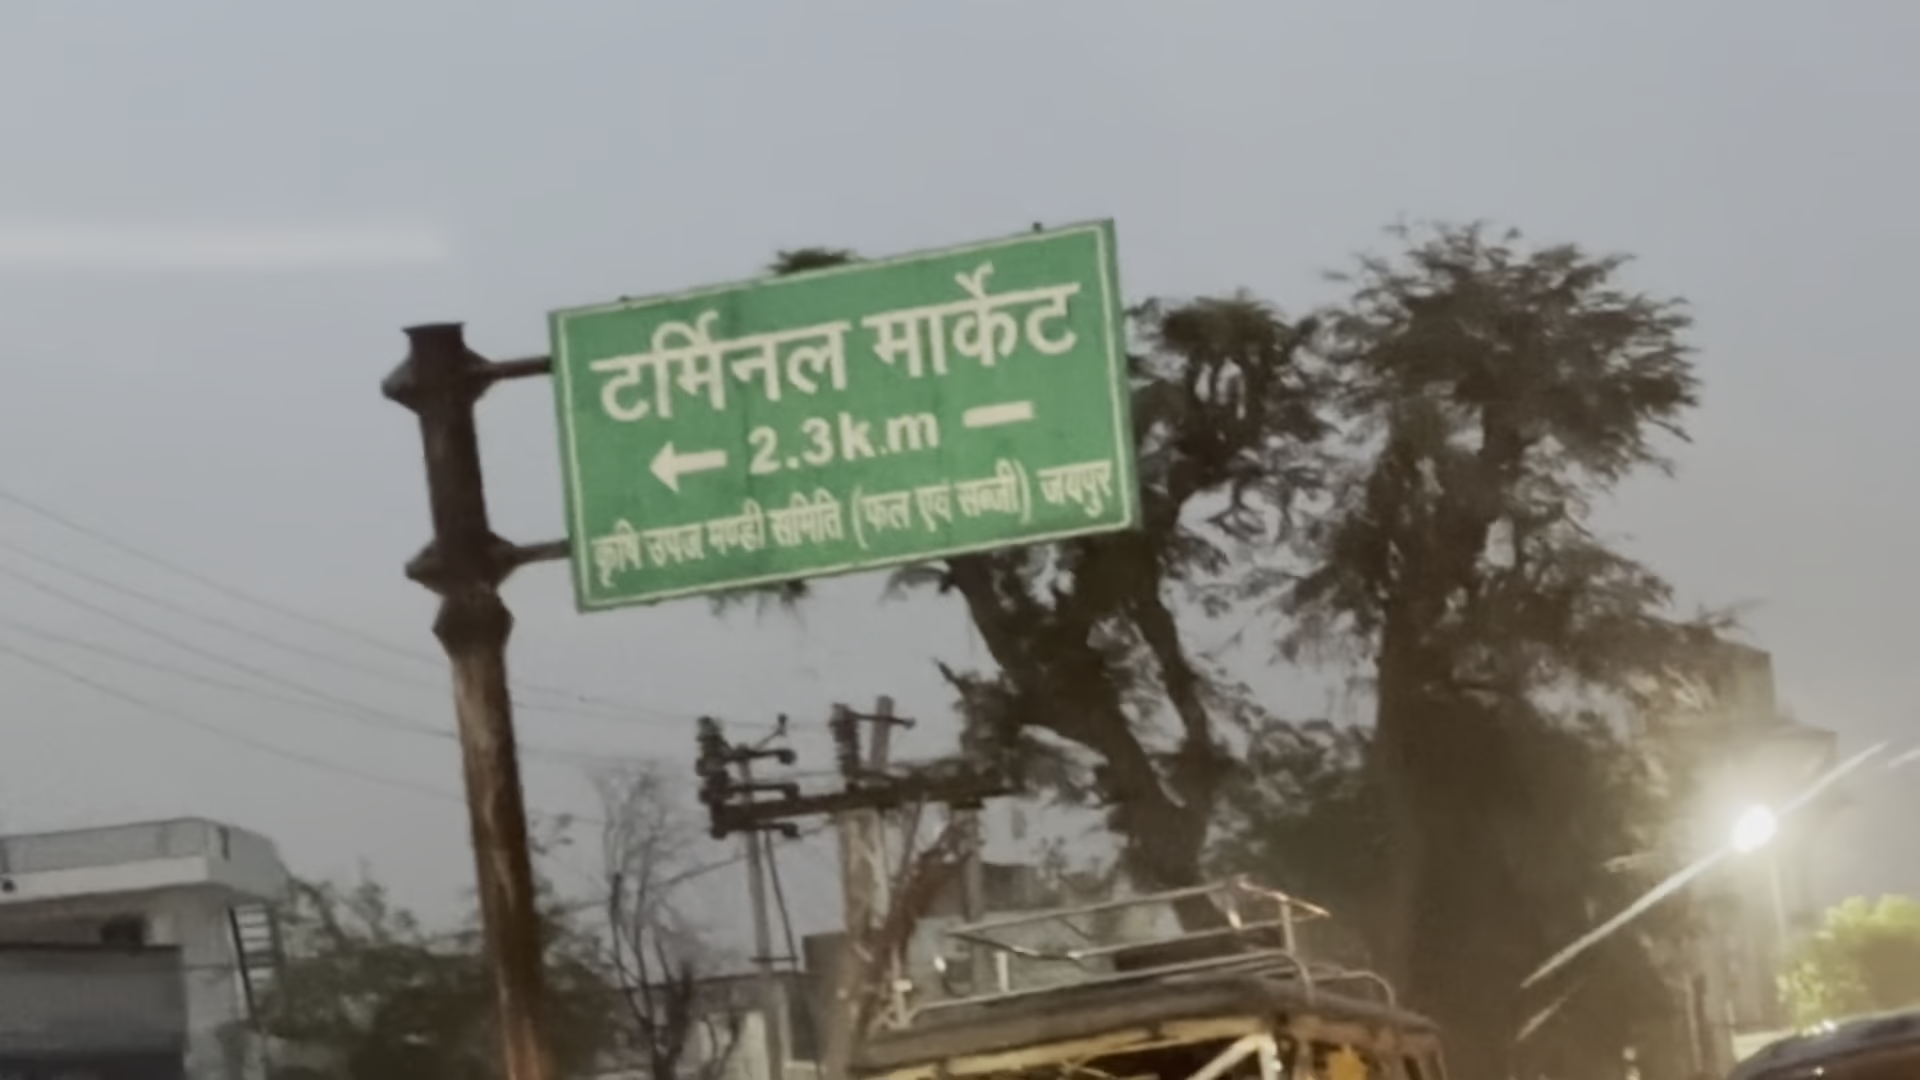 टर्मिनल मार्केट
← 2.3k.m –
कृषि उपज मण्डी समिति (फल एवं सब्जी) जयपुर